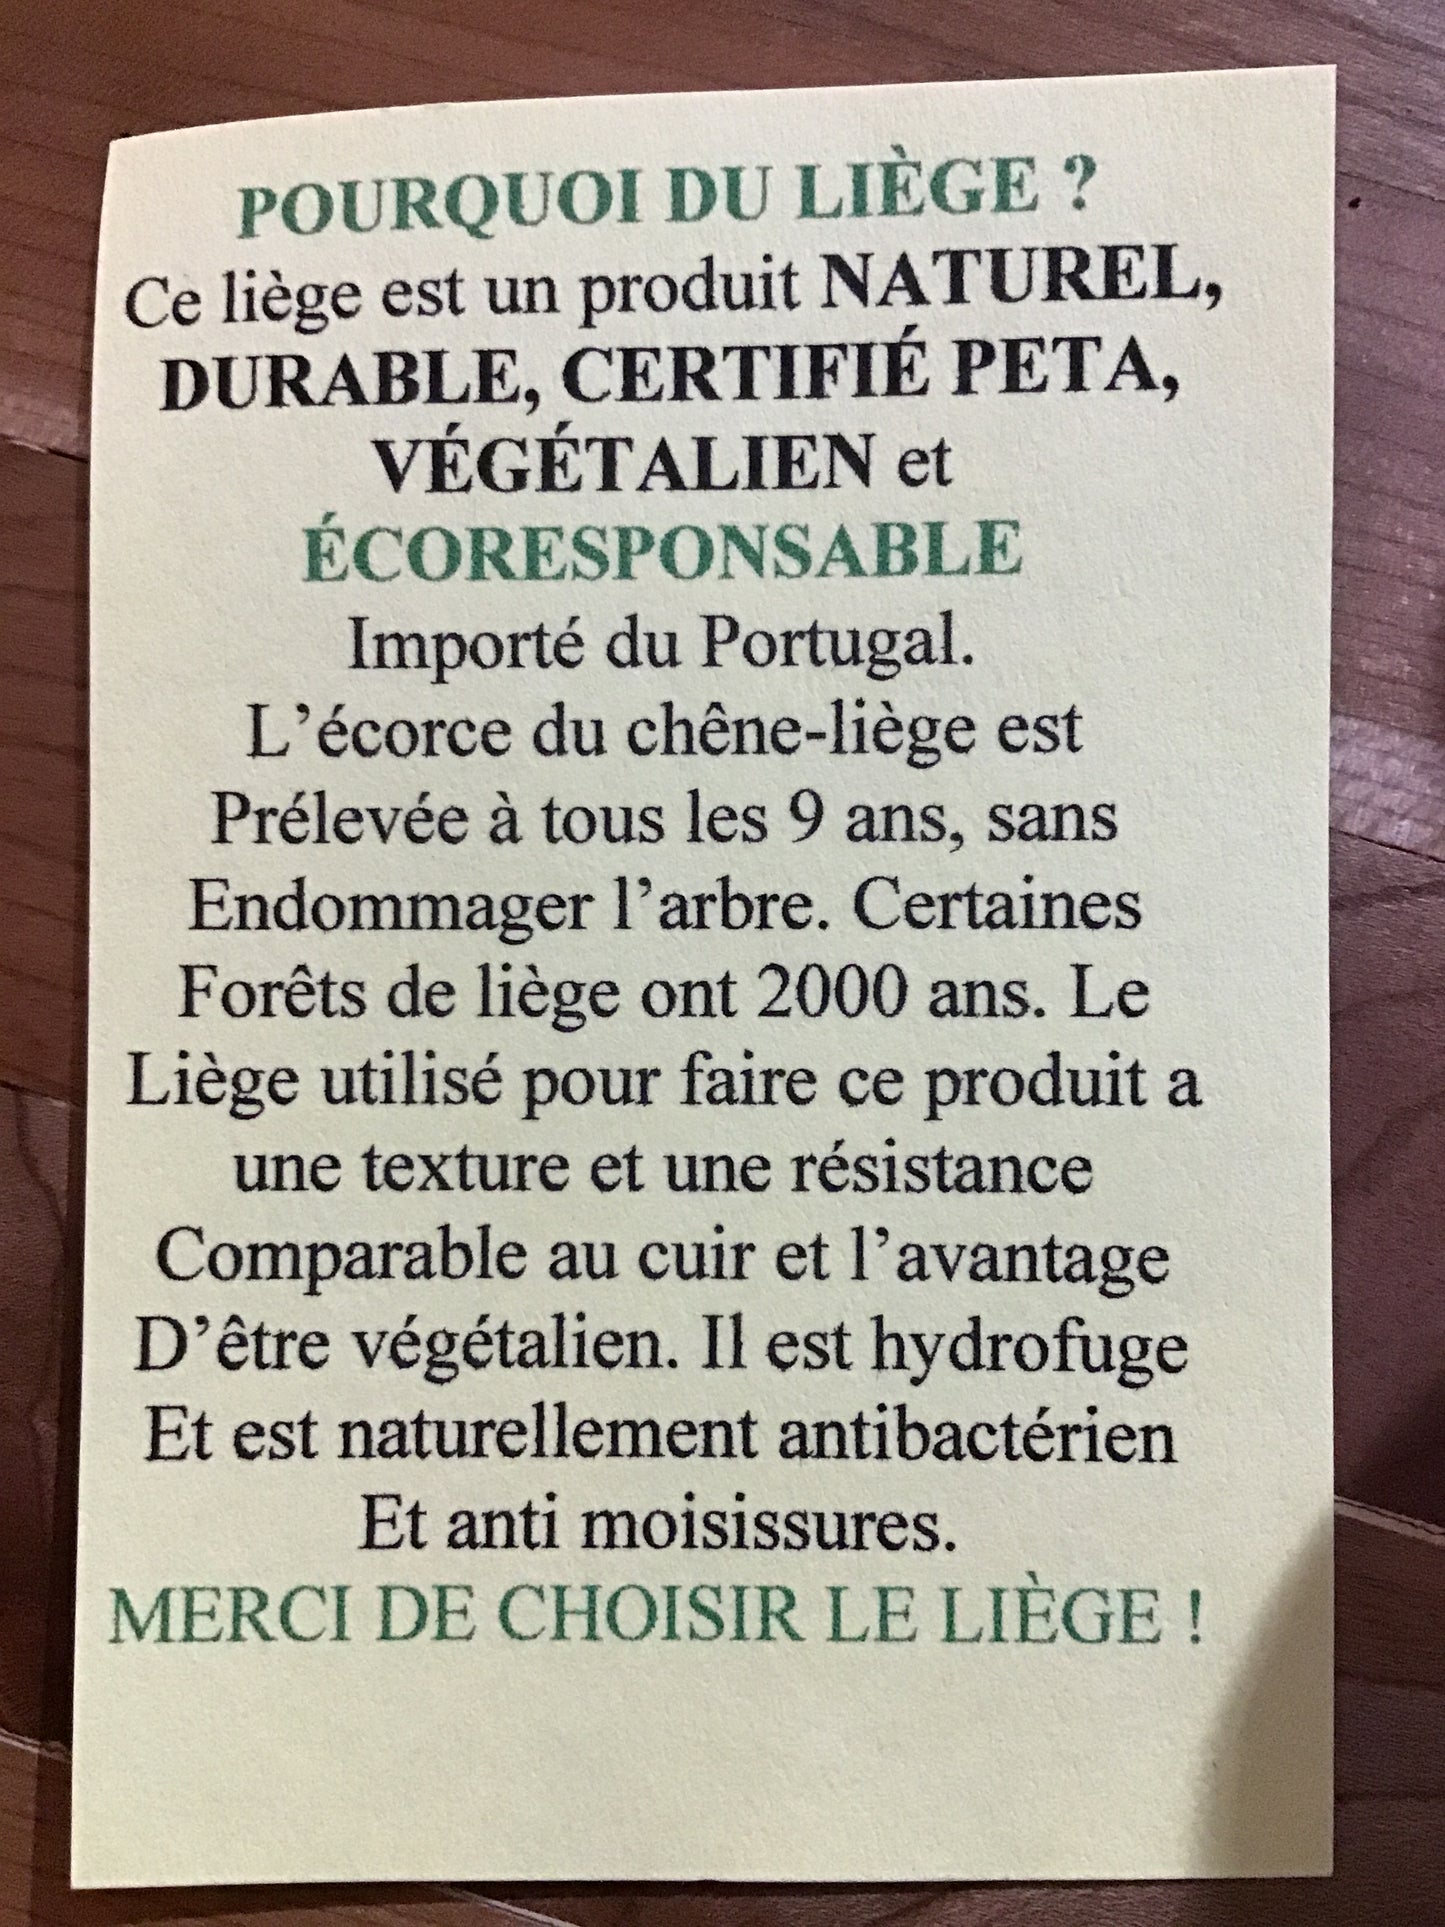 POURQUOI DU LIÈGE ?
Ce liège est un produit NATUREL,
DURABLE, CERTIFIÉ PETA,
VÉGÉTALIEN et
ÉCORESPONSABLE
Importé du Portugal.
L’écorce du chêne-liège est
Prélevée à tous les 9 ans, sans
Endommager l’arbre. Certaines
Forêts de liège ont 2000 ans. Le
Liège utilisé pour faire ce produit a
une texture et une résistance
Comparable au cuir et l’avantage
D’être végétalien. Il est hydrofuge
Et est naturellement antibactérien
Et anti moisissures.
MERCI DE CHOISIR LE LIÈGE !